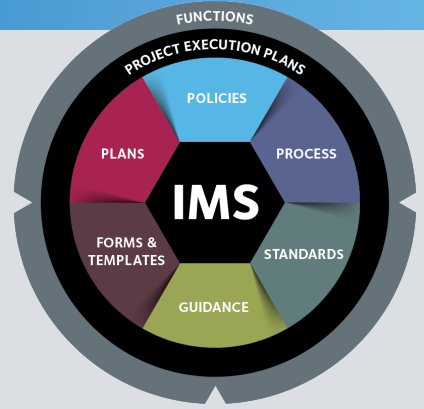 FUNCTIONS
PROJECT EXECUTION PLANS
POLICIES
PLANS
PROCESS
IMS
FORMS &
TEMPLATES
STANDARDS
GUIDANCE